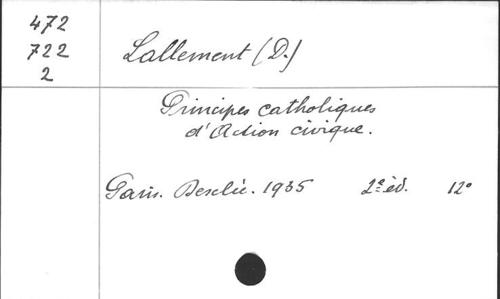 472
722
2
Lallement (D.)
Principes catholiques
d'Action civique.
Paris. Desclée. 1935 2e éd. 12°